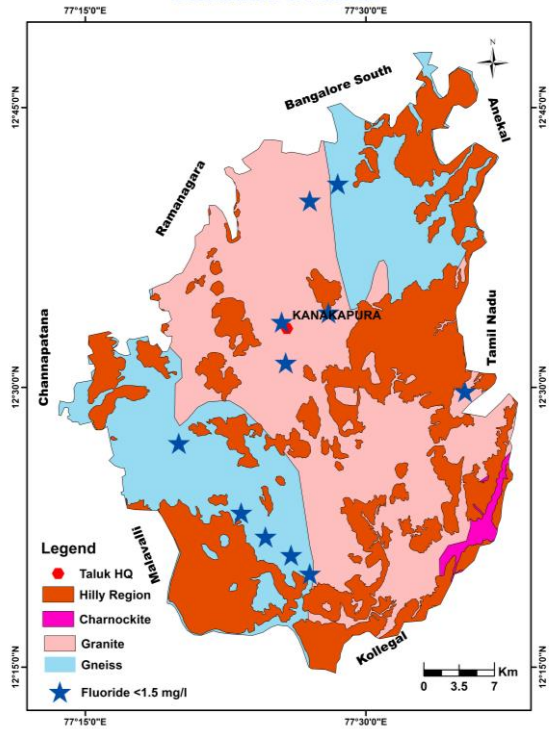 77°15'0"E 77°30'0"E
N
12°45'0"N
12°45'0"N
Bangalore South
Anekal
Ramanagara
KANAKAPURA
Channapatana
Tamil Nadu
12°30'0"N
12°30'0"N
Malavalli
Kollegal
Legend
Taluk HQ
Hilly Region
Charnockite
Granite
Gneiss
Fluoride <1.5 mg/l
Km
0 3.5 7
12°15'0"N
12°15'0"N
77°15'0"E 77°30'0"E